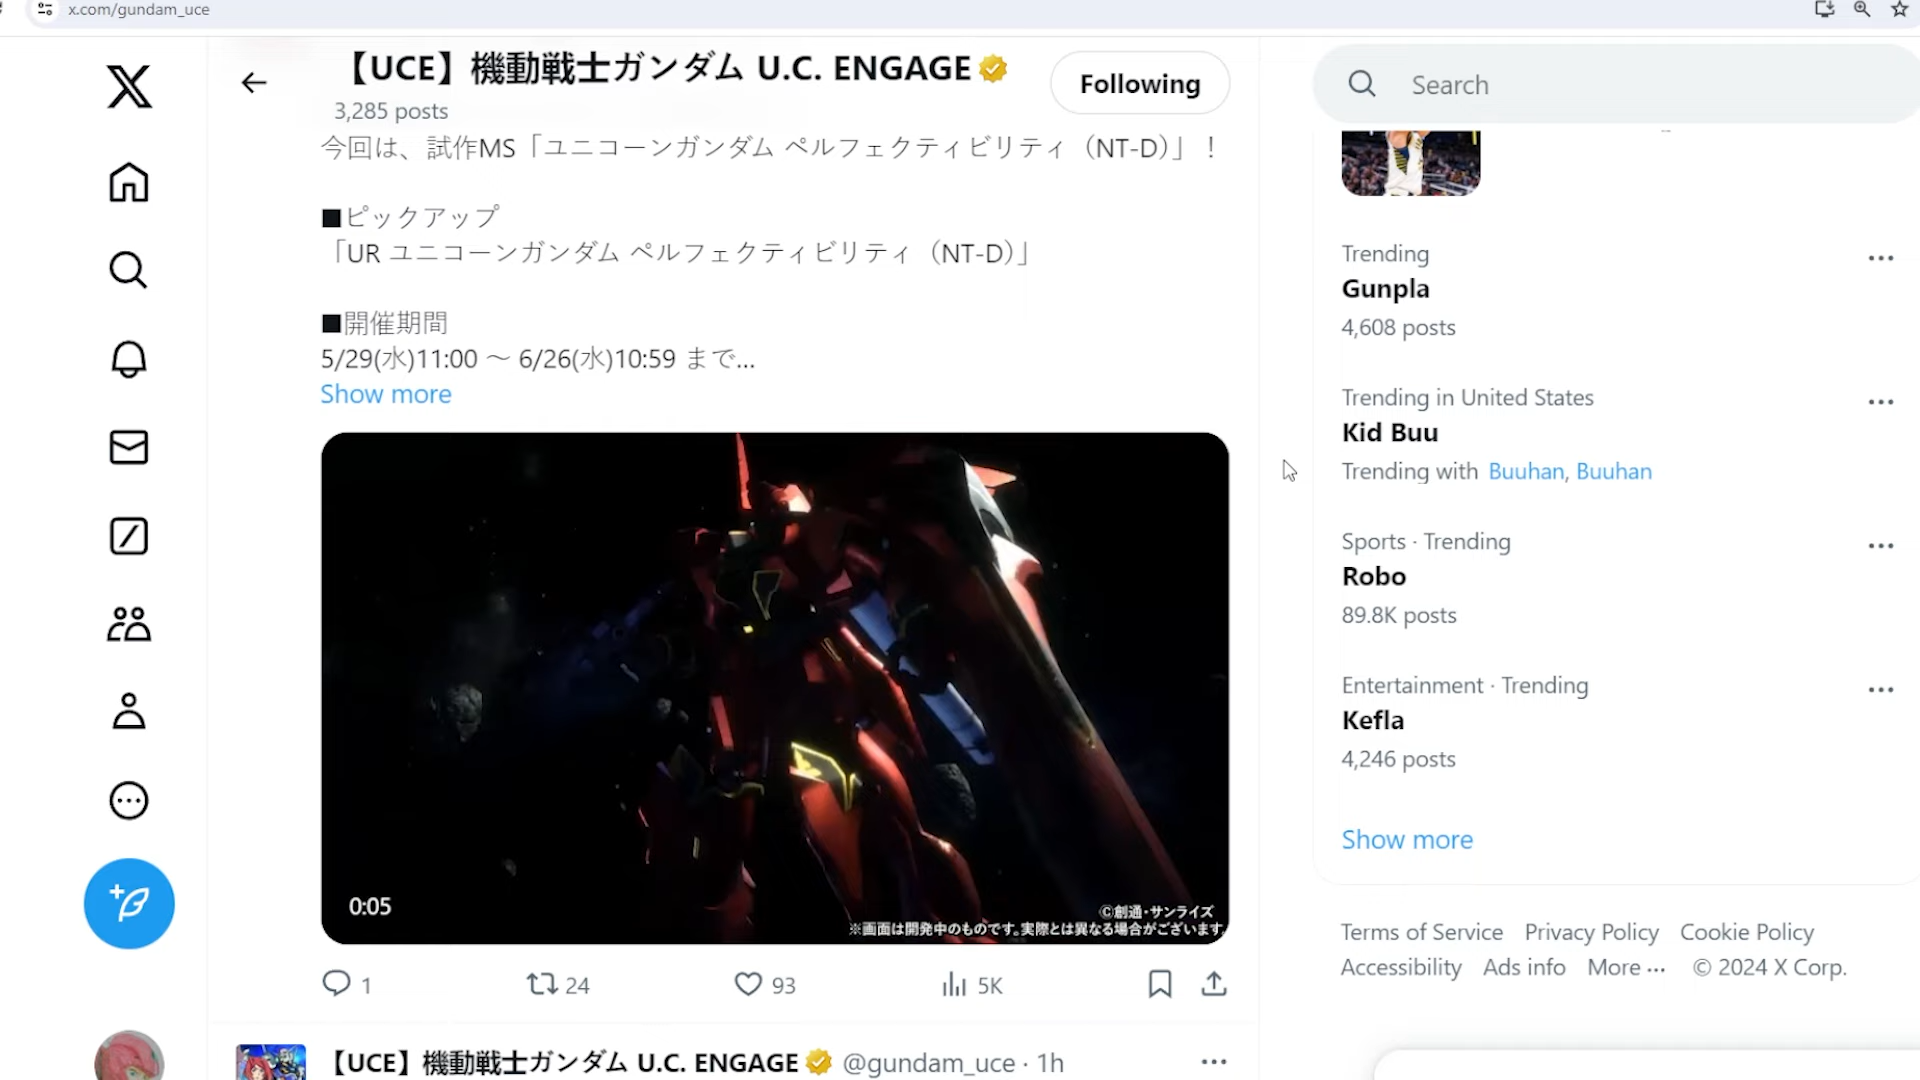 x.com/gundam_uce
【UCE】機動戦士ガンダム U.C. ENGAGE
3,285 posts
Following
今回は、試作MS「ユニコーンガンダム ペルフェクティビリティ（NT-D）」！
■ピックアップ
「UR ユニコーンガンダム ペルフェクティビリティ（NT-D）」
■開催期間
5/29(水)11:00 〜 6/26(水)10:59 まで...
Show more
0:05
©創通・サンライズ
※画面は開発中のものです。実際とは異なる場合がございます。
1
24
93
5K
【UCE】機動戦士ガンダム U.C. ENGAGE @gundam_uce · 1h
Search
Trending
Gunpla
4,608 posts
Trending in United States
Kid Buu
Trending with Buuhan, Buuhan
Sports · Trending
Robo
89.8K posts
Entertainment · Trending
Kefla
4,246 posts
Show more
Terms of Service Privacy Policy Cookie Policy
Accessibility Ads info More ... © 2024 X Corp.